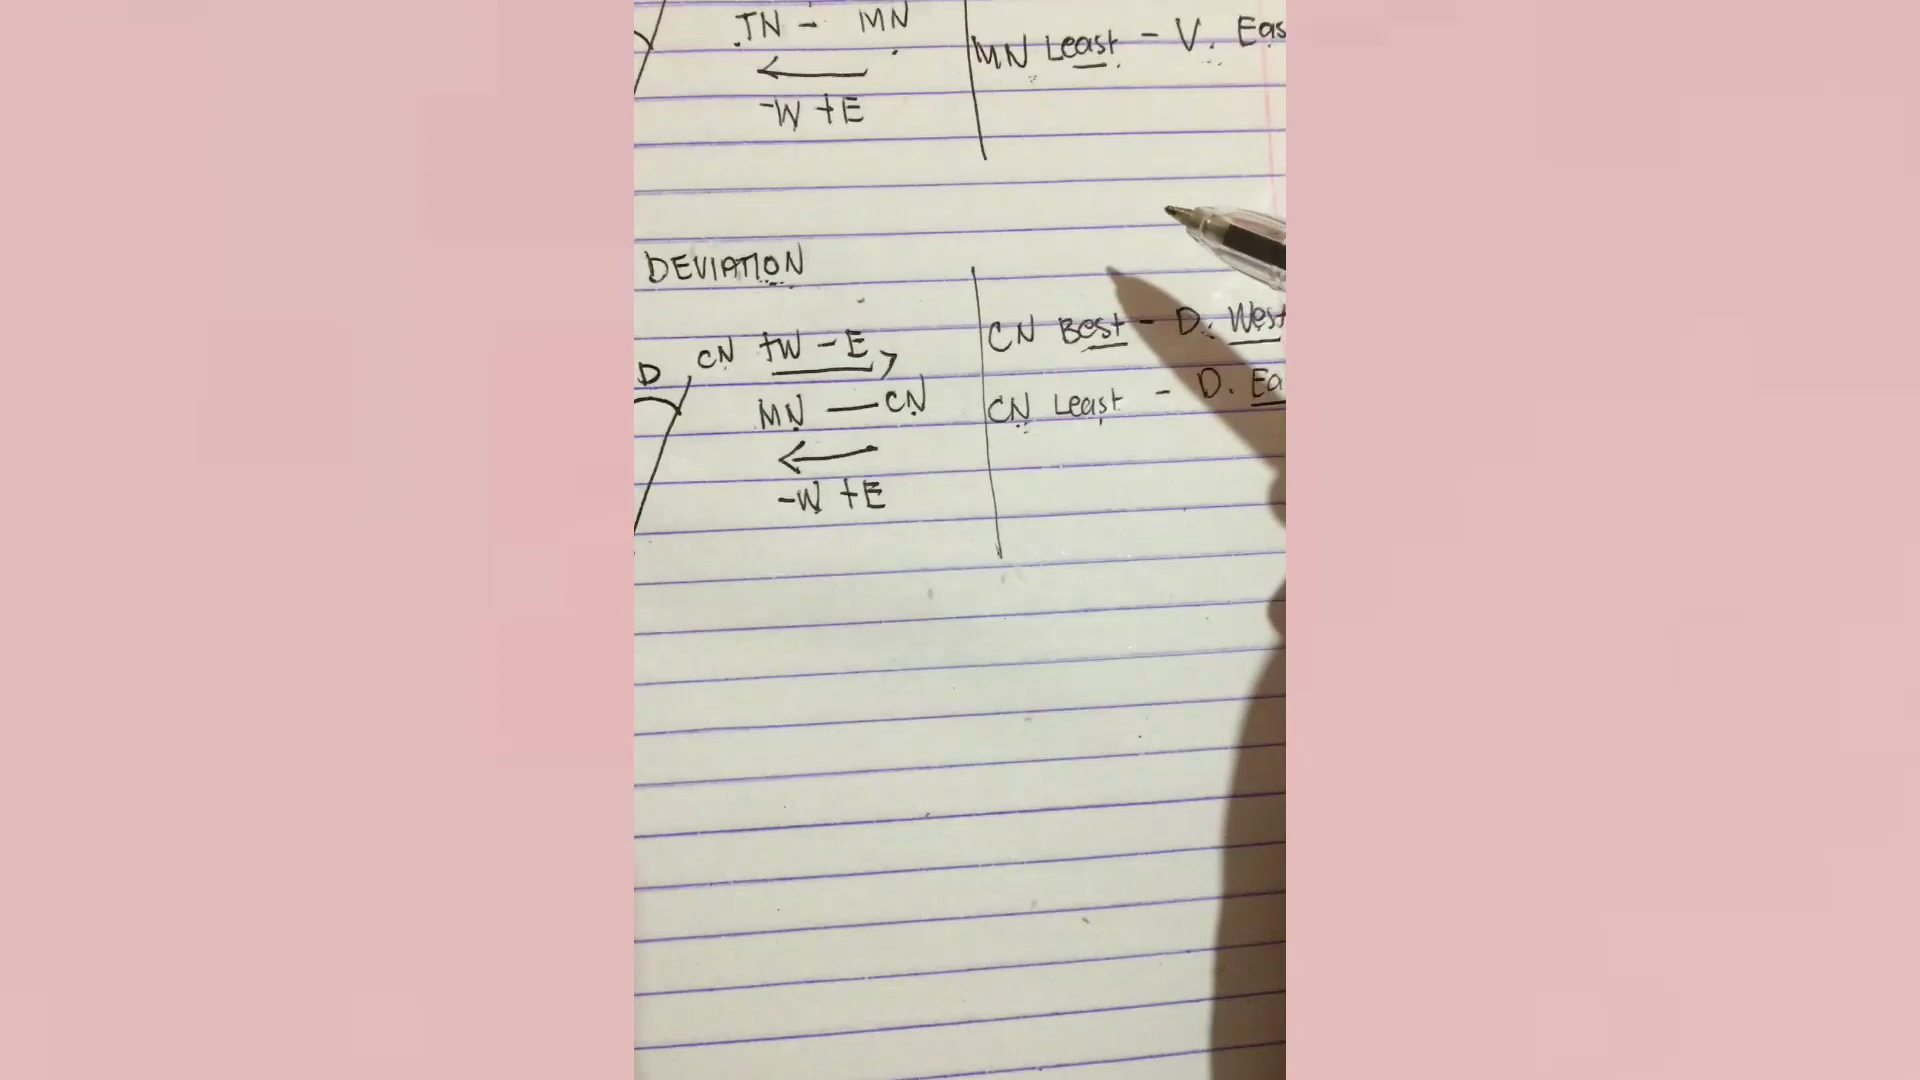 TN - MN
-W +E
MN Least - V. Eas
DEVIATION
D
CN +W - E
MN — CN
-W +E
CN Best - D. West
CN Least - D. Ea